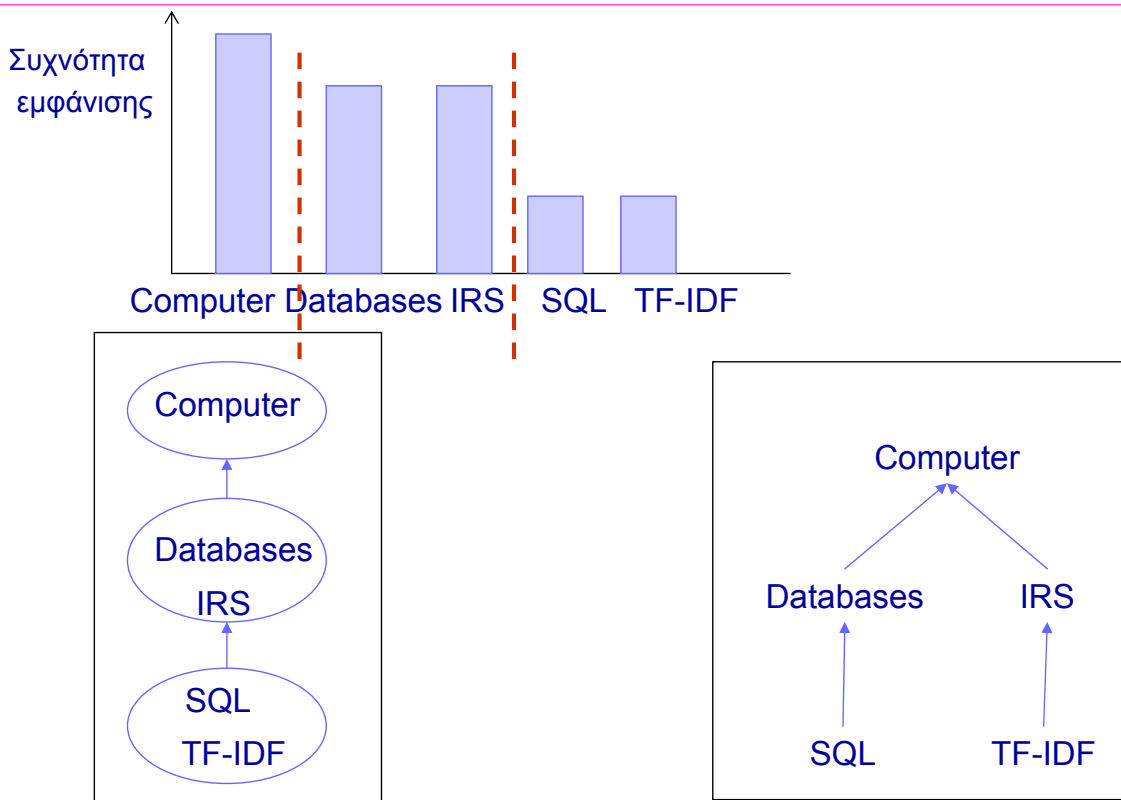 Συχνότητα
εμφάνισης
Computer Databases IRS SQL TF-IDF
Computer
Databases
IRS
SQL
TF-IDF
Computer
Databases IRS
SQL TF-IDF